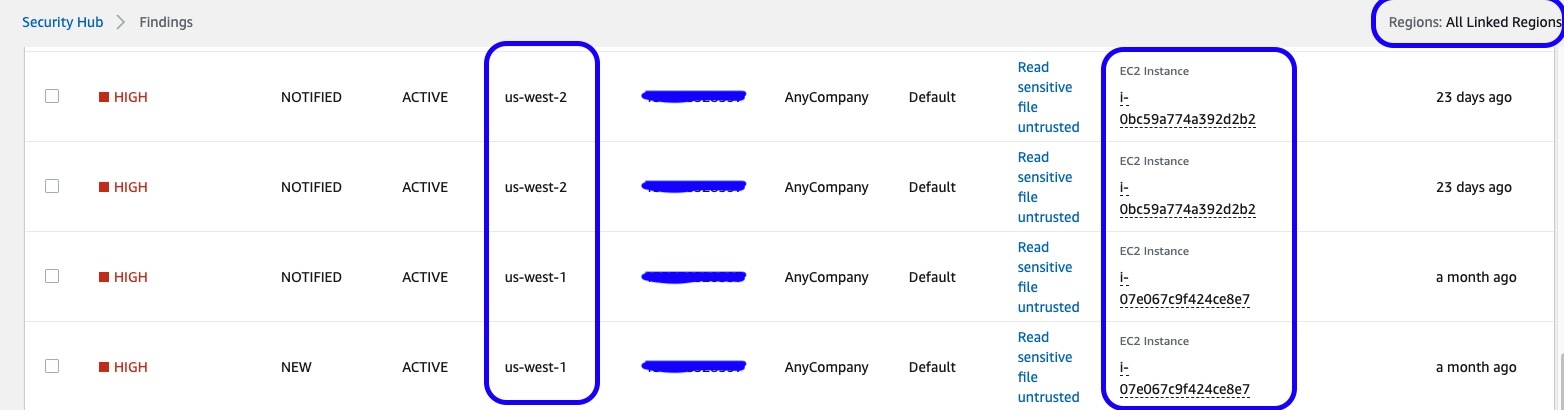 Security Hub > Findings
Regions: All Linked Regions
HIGH NOTIFIED ACTIVE us-west-2 AnyCompany Default Read sensitive file untrusted EC2 Instance i-0bc59a774a392d2b2 23 days ago
HIGH NOTIFIED ACTIVE us-west-2 AnyCompany Default Read sensitive file untrusted EC2 Instance i-0bc59a774a392d2b2 23 days ago
HIGH NOTIFIED ACTIVE us-west-1 AnyCompany Default Read sensitive file untrusted EC2 Instance i-07e067c9f424ce8e7 a month ago
HIGH NEW ACTIVE us-west-1 AnyCompany Default Read sensitive file untrusted EC2 Instance i-07e067c9f424ce8e7 a month ago